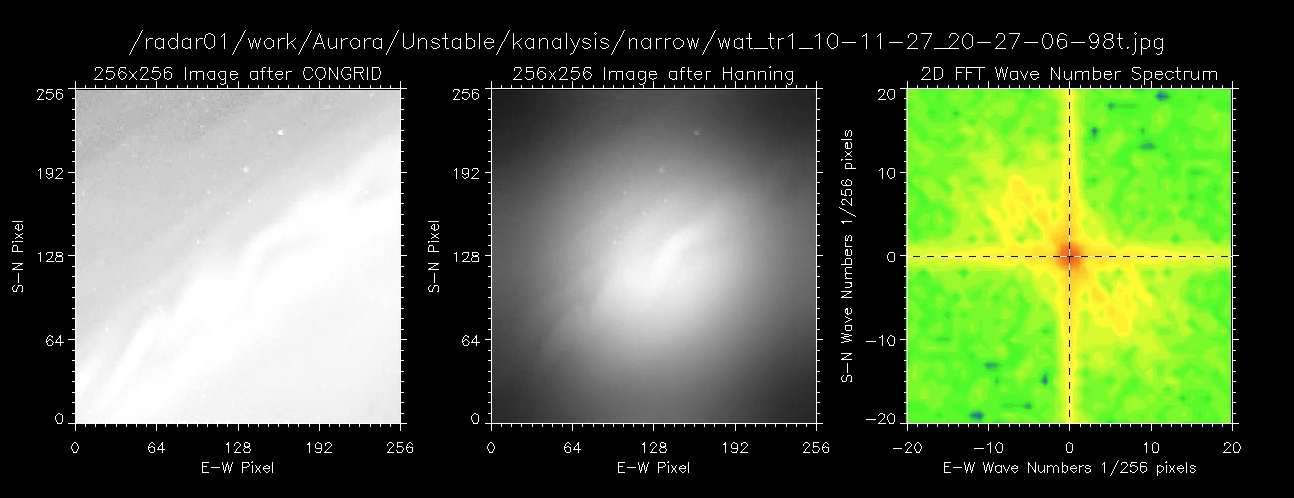 /radar01/work/Aurora/Unstable/kanalysis/narrow/wat_tr1_10-11-27_20-27-06-98t.jpg
256x256 Image after CONGRID
256
192
128
64
0
0 64 128 192 256
E-W Pixel
S-N Pixel
256x256 Image after Hanning
256
192
128
64
0
0 64 128 192 256
E-W Pixel
S-N Pixel
2D FFT Wave Number Spectrum
20
10
0
-10
-20
-20 -10 0 10 20
E-W Wave Numbers 1/256 pixels
S-N Wave Numbers 1/256 pixels